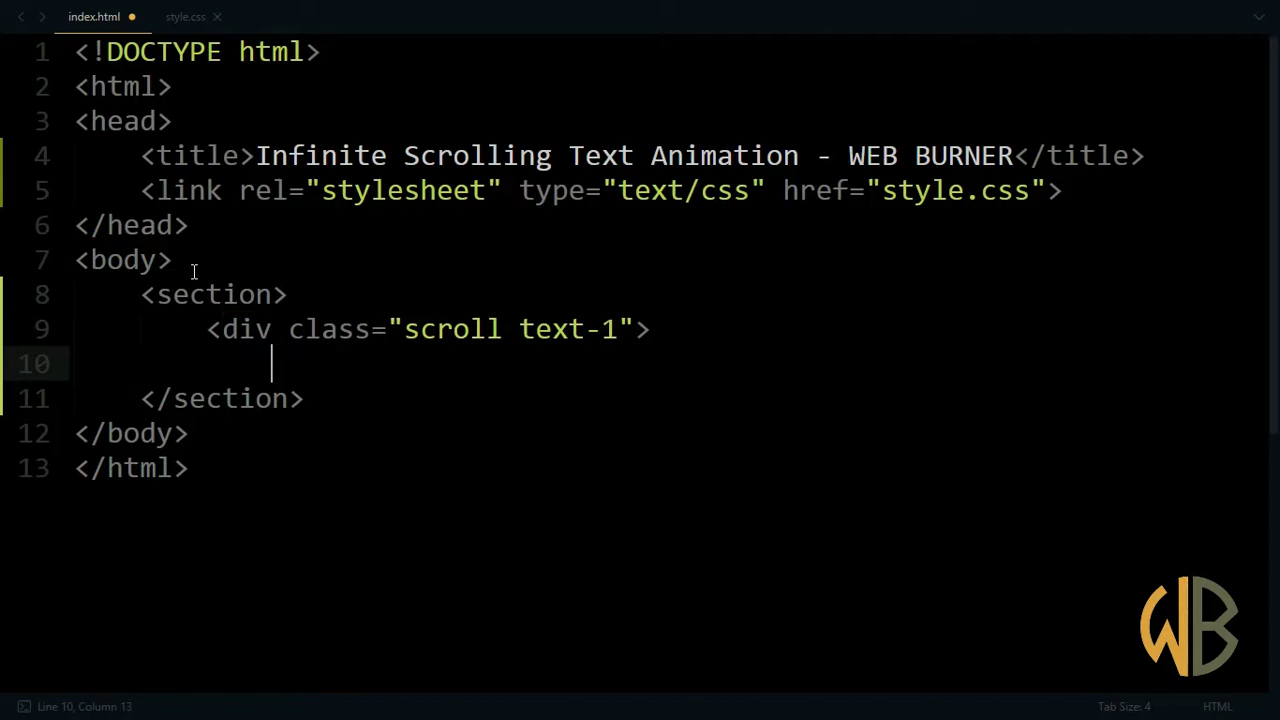 index.html
style.css
1 <!DOCTYPE html>
2 <html>
3 <head>
4 <title>Infinite Scrolling Text Animation - WEB BURNER</title>
5 <link rel="stylesheet" type="text/css" href="style.css">
6 </head>
7 <body>
8 <section>
9 <div class="scroll text-1">
10
11 </section>
12 </body>
13 </html>
WB
Line 10, Column 13
Tab Size: 4
HTML